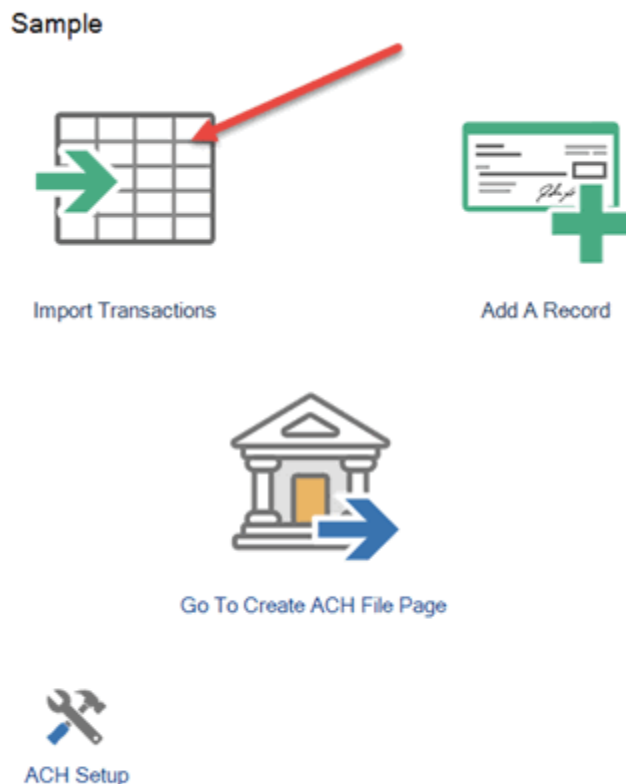 Sample
Import Transactions
Add A Record
Go To Create ACH File Page
ACH Setup